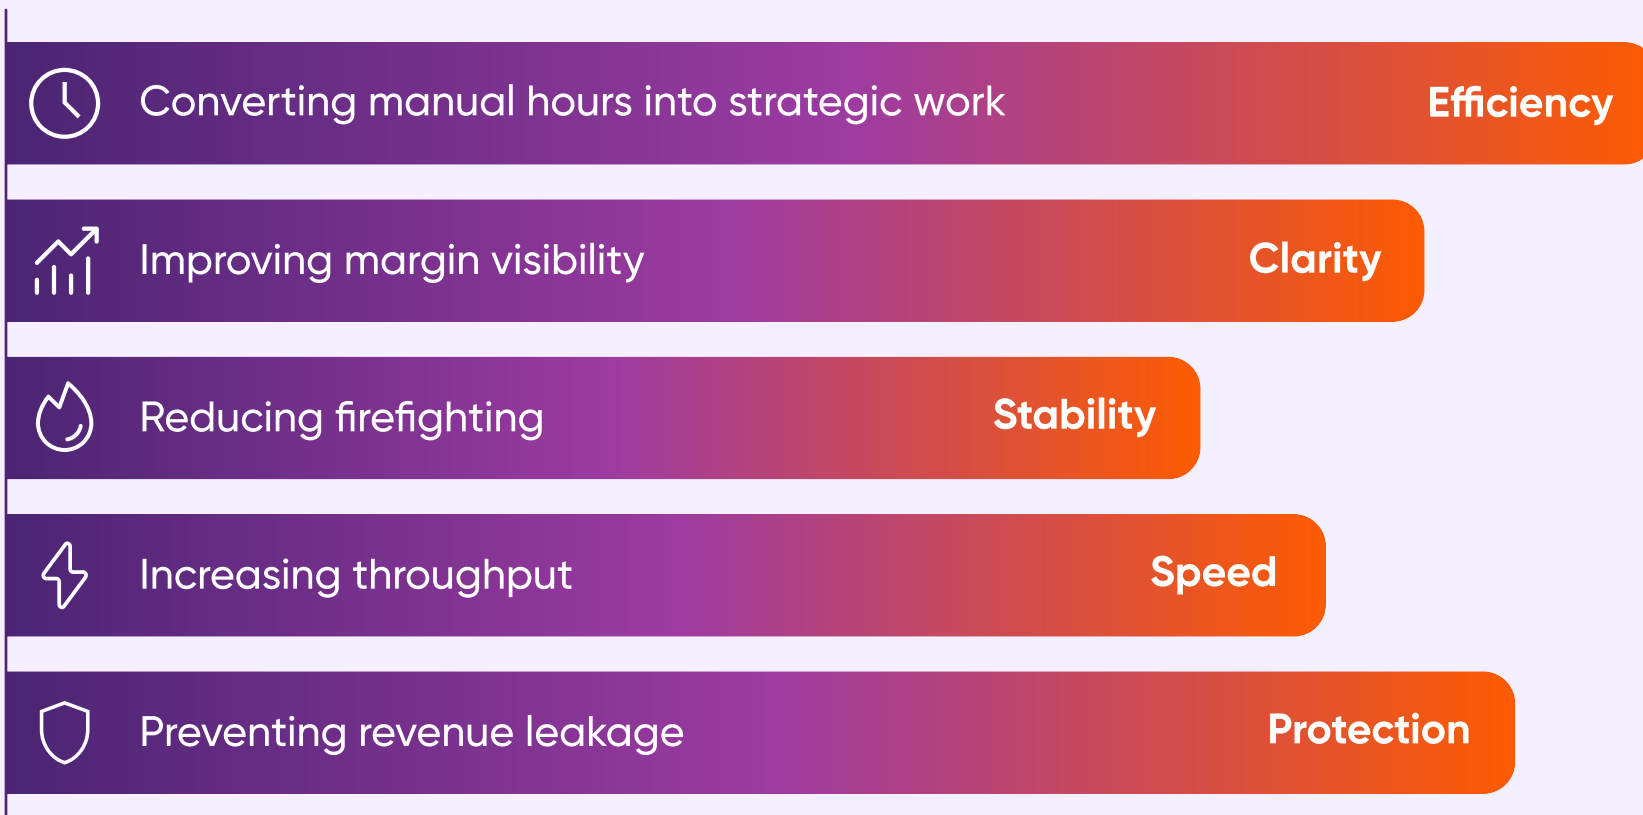 Converting manual hours into strategic work Efficiency
Improving margin visibility Clarity
Reducing firefighting Stability
Increasing throughput Speed
Preventing revenue leakage Protection